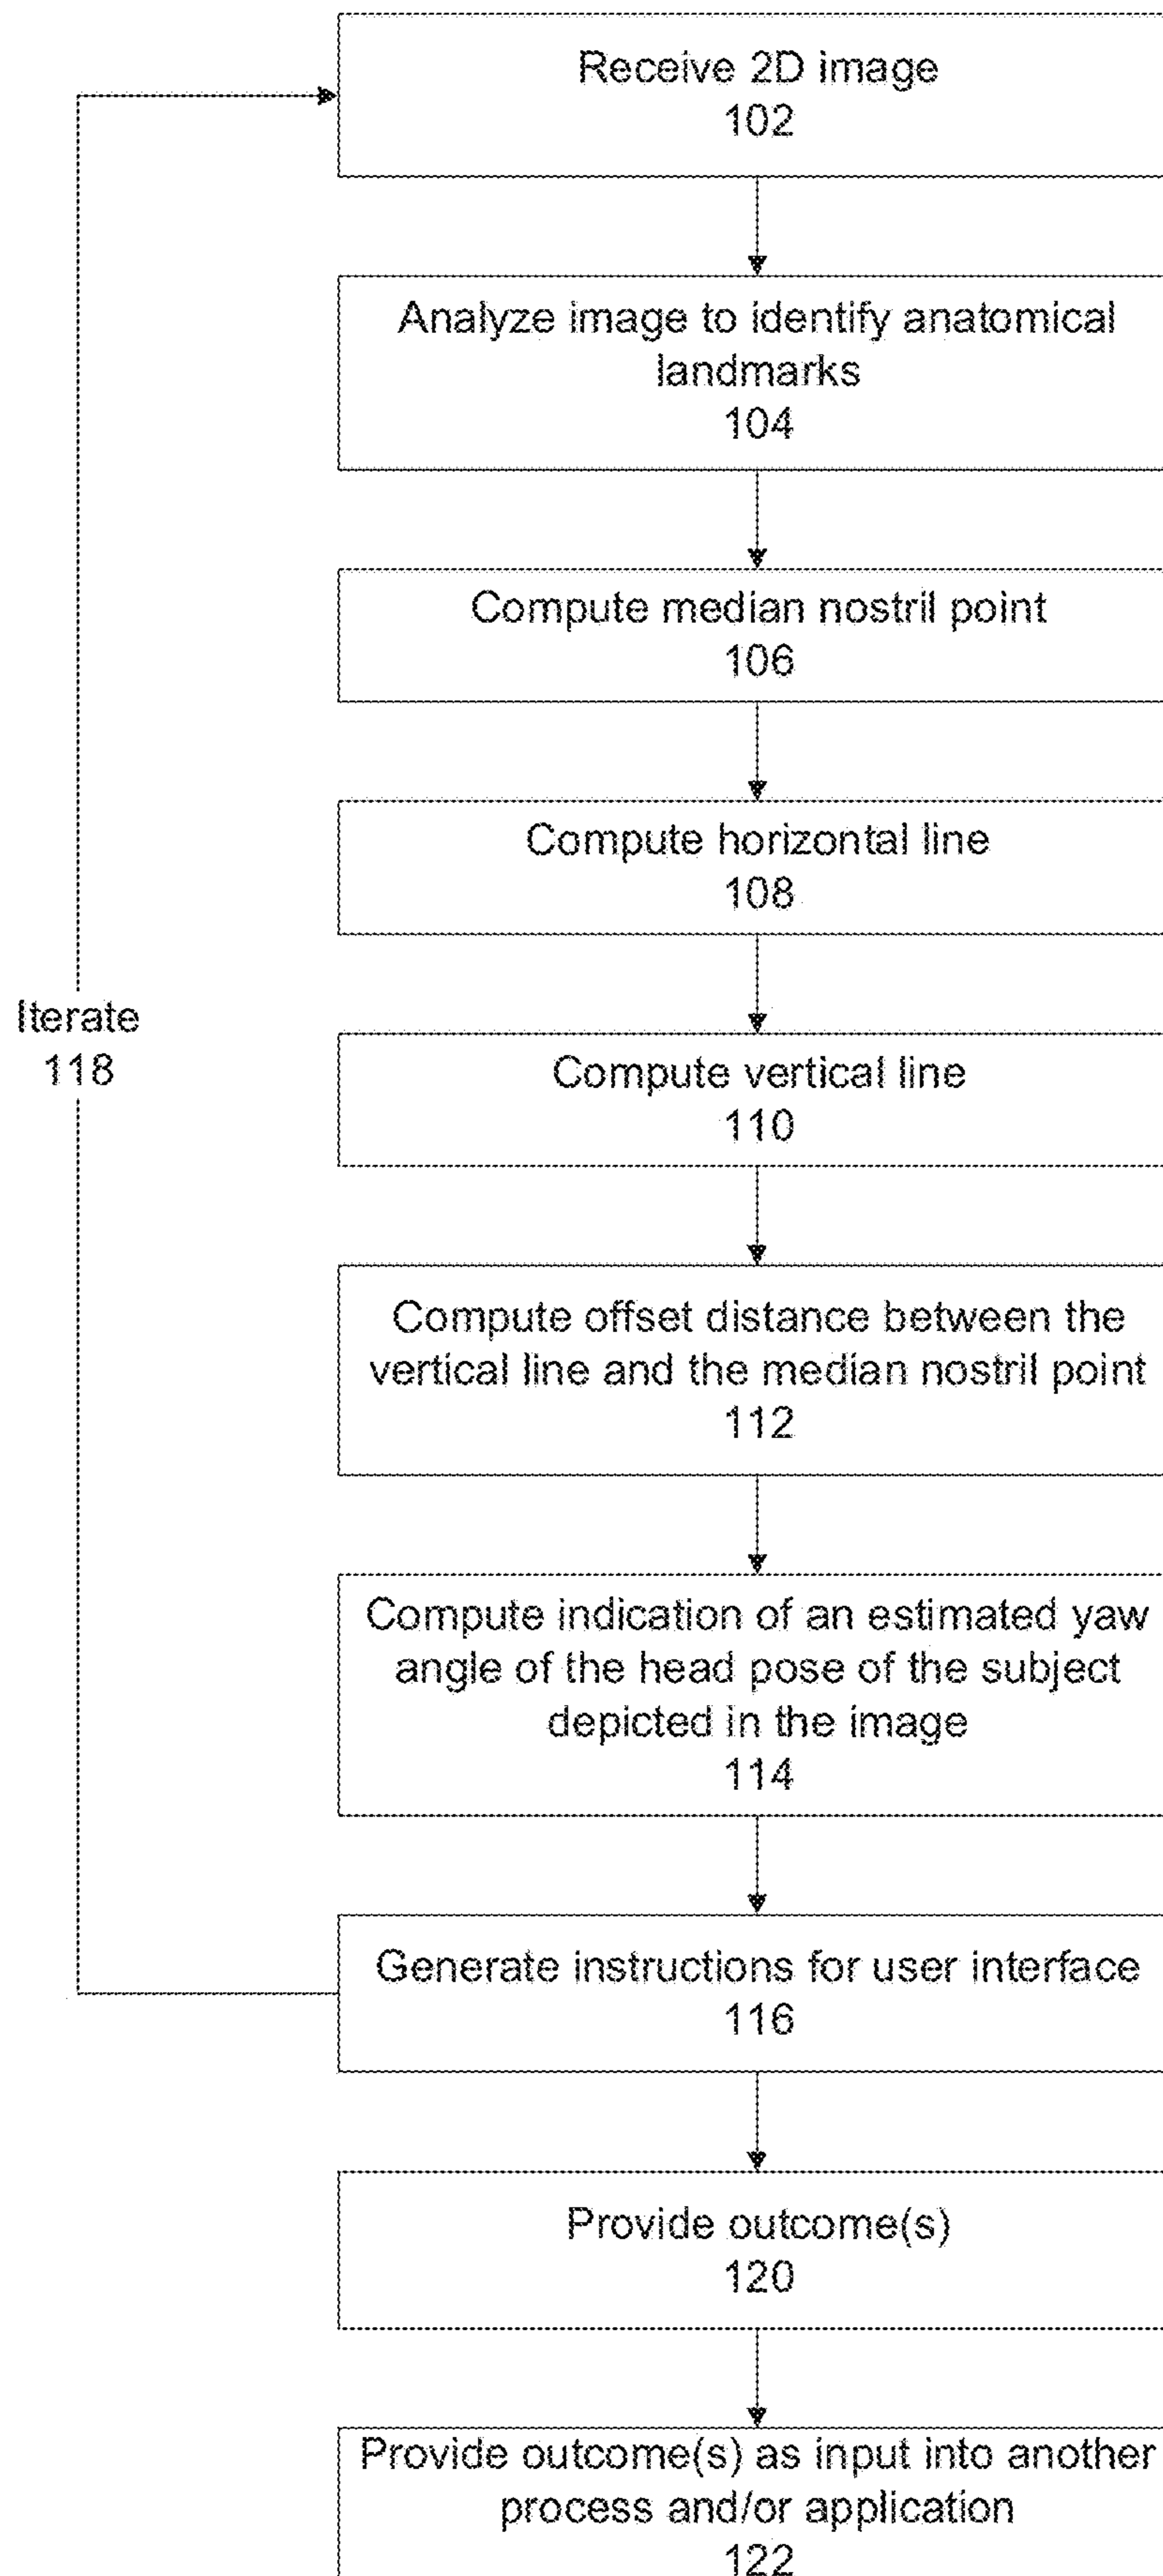 Receive 2D image
102
Analyze image to identify anatomical
landmarks
104
Compute median nostril point
106
Compute horizontal line
108
Iterate
118
Compute vertical line
110
Compute offset distance between the
vertical line and the median nostril point
112
Compute indication of an estimated yaw
angle of the head pose of the subject
depicted in the image
114
Generate instructions for user interface
116
Provide outcome(s)
120
Provide outcome(s) as input into another
process and/or application
122